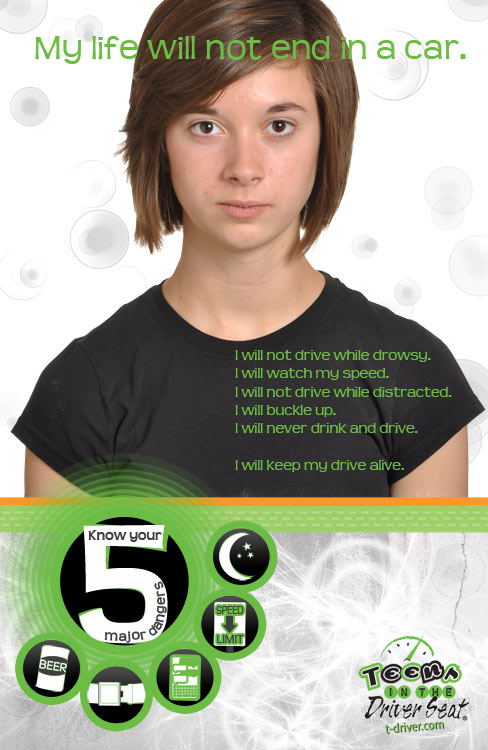 My life will not end in a car.
I will not drive while drowsy.
I will watch my speed.
I will not drive while distracted.
I will buckle up.
I will never drink and drive.
I will keep my drive alive.
Know your
5
major dangers
SPEED
LIMIT
BEER
TEENS
IN THE
Driver Seat®
t-driver.com